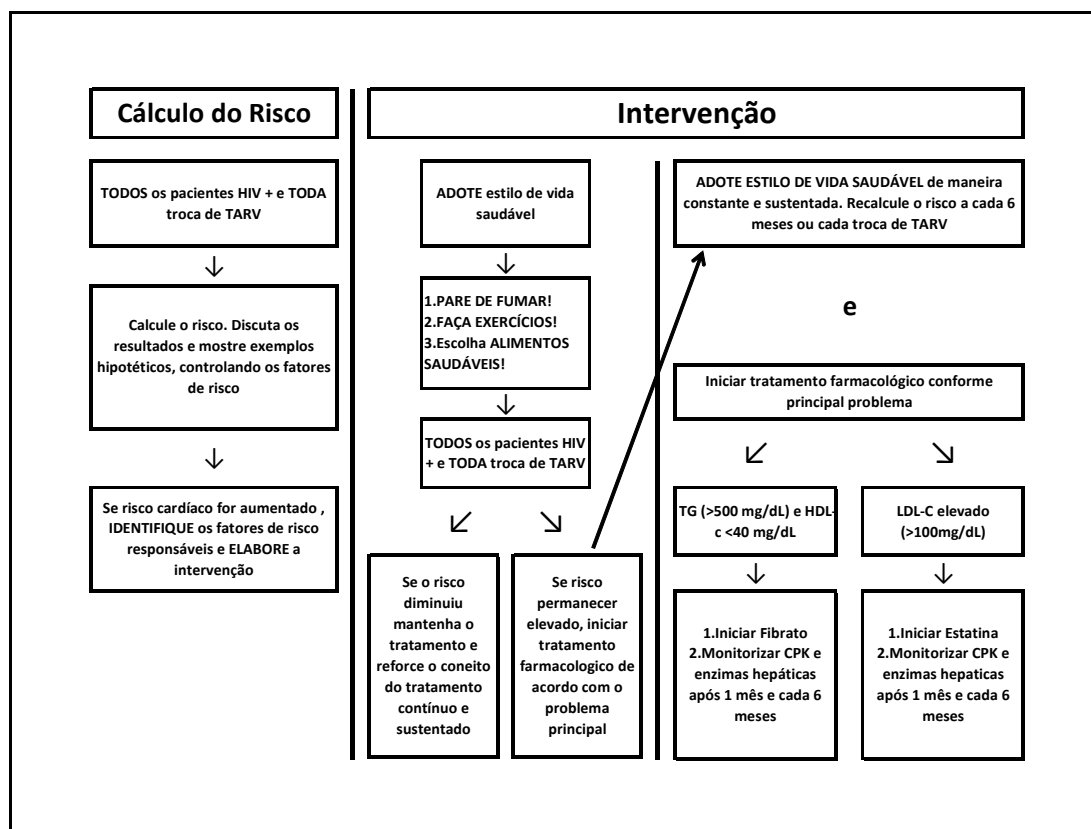 Cálculo do Risco
TODOS os pacientes HIV + e TODA
troca de TARV
Calcule o risco. Discuta os
resultados e mostre exemplos
hipotéticos, controlando os fatores
de risco
Se risco cardíaco for aumentado ,
IDENTIFIQUE os fatores de risco
responsáveis e ELABORE a
intervenção
Intervenção
ADOTE estilo de vida
saudável
1.PARE DE FUMAR!
2.FAÇA EXERCÍCIOS!
3.Escolha ALIMENTOS
SAUDÁVEIS!
TODOS os pacientes HIV
+ e TODA troca de TARV
Se o risco
diminuiu
mantenha o
tratamento e
reforce o coneito
do tratamento
contínuo e
sustentado
Se risco
permanecer
elevado, iniciar
tratamento
farmacologico de
acordo com o
problema
principal
ADOTE ESTILO DE VIDA SAUDÁVEL de maneira
constante e sustentada. Recalcule o risco a cada 6
meses ou cada troca de TARV
e
Iniciar tratamento farmacológico conforme
principal problema
TG (>500 mg/dL) e HDL-
c <40 mg/dL
1.Iniciar Fibrato
2.Monitorizar CPK e
enzimas hepáticas
após 1 mês e cada 6
meses
LDL-C elevado
(>100mg/dL)
1.Iniciar Estatina
2.Monitorizar CPK e
enzimas hepaticas
após 1 mês e cada 6
meses